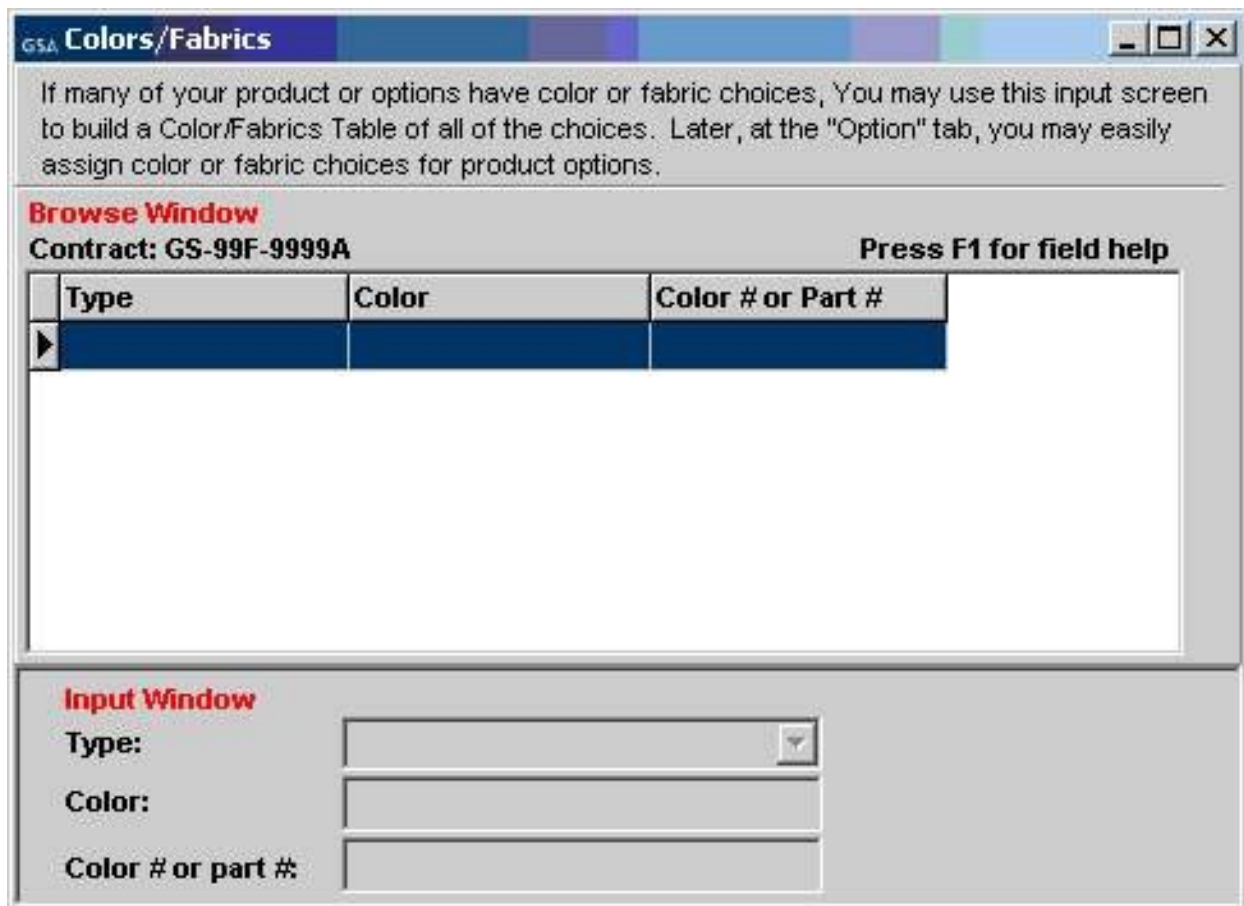 GSA Colors/Fabrics
If many of your product or options have color or fabric choices, You may use this input screen
to build a Color/Fabrics Table of all of the choices. Later, at the "Option" tab, you may easily
assign color or fabric choices for product options.
Browse Window
Contract: GS-99F-9999A Press F1 for field help
Type Color Color # or Part #
Input Window
Type:
Color:
Color # or part #: